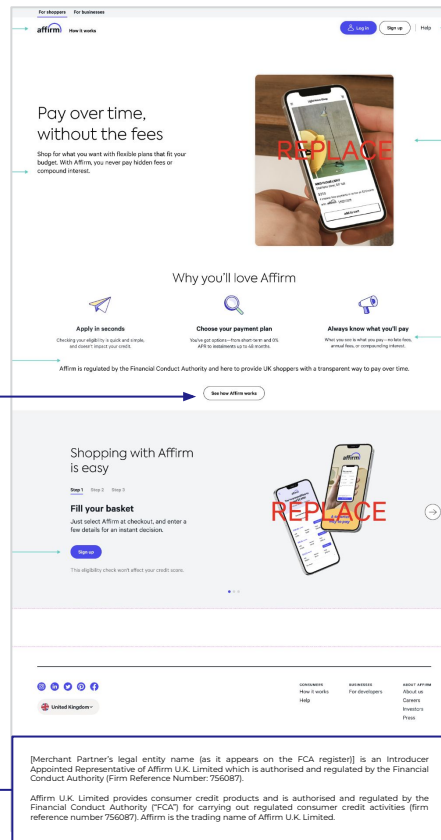 For shoppers For businesses
affirm How it works
Log in Sign up Help
Pay over time,
without the fees
Shop for what you want with flexible plans that fit your
budget. With Affirm, you never pay hidden fees or
compound interest.
REPLACE
add to cart
Why you'll love Affirm
Apply in seconds
Checking your eligibility is quick and simple,
and doesn't impact your credit.
Choose your payment plan
You've got options—from short-term and 0%
APR to instalments up to 48 months.
Always know what you'll pay
What you see is what you pay—no late fees,
annual fees, or compounding interest.
Affirm is regulated by the Financial Conduct Authority and here to provide UK shoppers with a transparent way to pay over time.
See how Affirm works
Shopping with Affirm
is easy
Step 1 Step 2 Step 3
Fill your basket
Just select Affirm at checkout, and enter a
few details for an instant decision.
Sign up
This eligibility check won't affect your credit score.
affirm
REPLACE
United Kingdom
CONSUMERS
How it works
Help
BUSINESSES
For developers
ABOUT AFFIRM
About us
Careers
Investors
Press
[Merchant Partner's legal entity name (as it appears on the FCA register)] is an Introducer
Appointed Representative of Affirm U.K. Limited which is authorised and regulated by the Financial
Conduct Authority (Firm Reference Number: 756087).
Affirm U.K. Limited provides consumer credit products and is authorised and regulated by the
Financial Conduct Authority ("FCA") for carrying out regulated consumer credit activities (firm
reference number 756087). Affirm is the trading name of Affirm U.K. Limited.